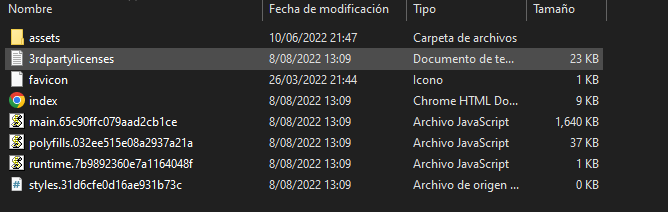 Nombre Fecha de modificación Tipo Tamaño
assets 10/06/2022 21:47 Carpeta de archivos
3rdpartylicenses 8/08/2022 13:09 Documento de te... 23 KB
favicon 26/03/2022 21:44 Icono 1 KB
index 8/08/2022 13:09 Chrome HTML Do... 9 KB
main.65c90ffc079aad2cb1ce 8/08/2022 13:09 Archivo JavaScript 1,640 KB
polyfills.032ee515e08a2937a21a 8/08/2022 13:09 Archivo JavaScript 37 KB
runtime.7b9892360e7a1164048f 8/08/2022 13:09 Archivo JavaScript 1 KB
styles.31d6cfe0d16ae931b73c 8/08/2022 13:09 Archivo de origen ... 0 KB